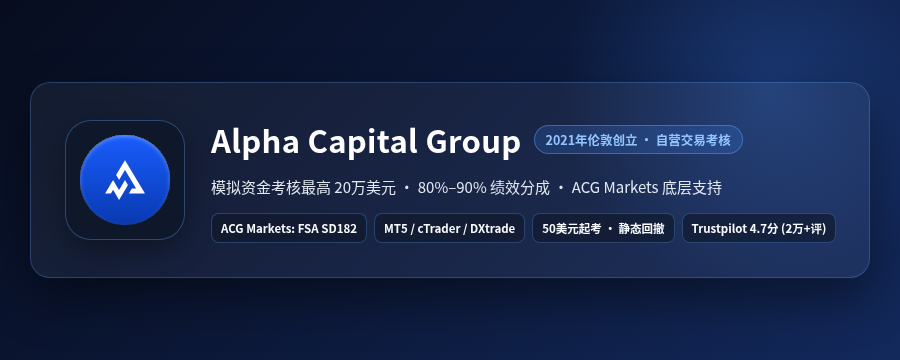 Alpha Capital Group
2021年伦敦创立 · 自营交易考核
模拟资金考核最高 20万美元 · 80%–90% 绩效分成 · ACG Markets 底层支持
ACG Markets: FSA SD182
MT5 / cTrader / DXtrade
50美元起考 · 静态回撤
Trustpilot 4.7分 (2万+评)